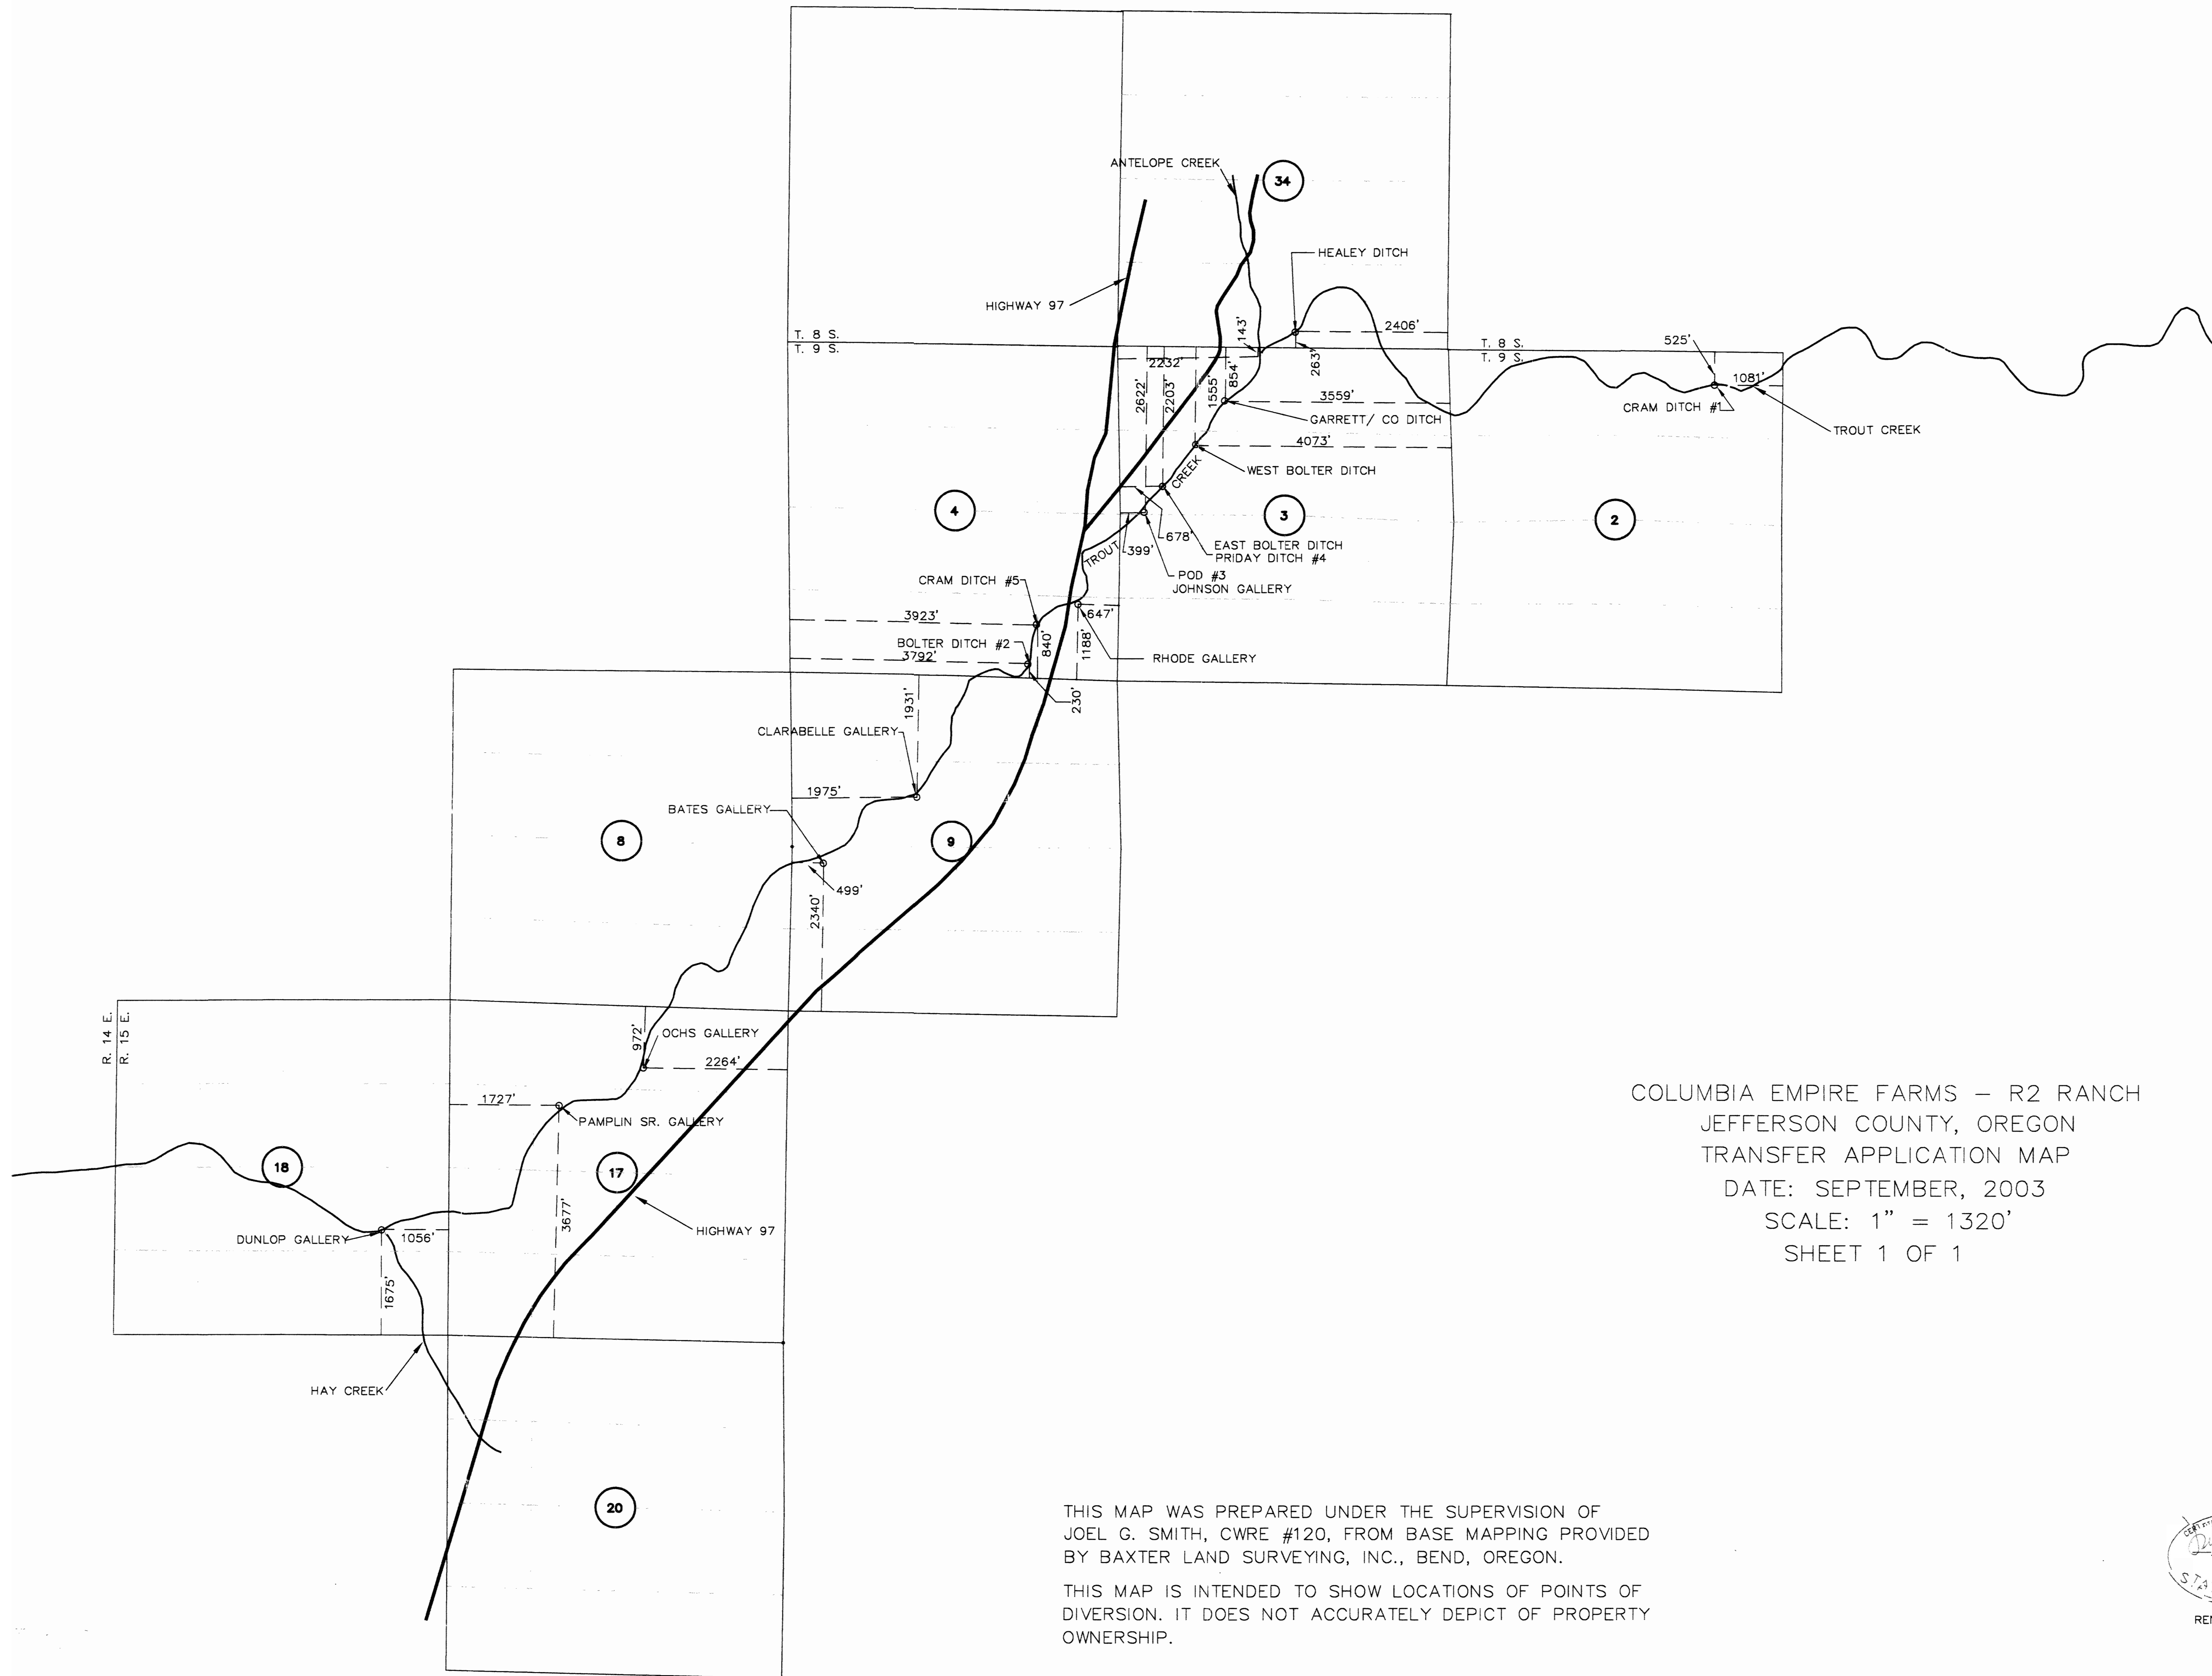 ANTELOPE CREEK
34
HEALEY DITCH
HIGHWAY 97
143'
2406'
T. 8 S.
T. 9 S.
T. 8 S.
T. 9 S.
525'
2232'
263'
854'
1555'
2203'
2622'
1081'
3559'
CRAM DITCH #1
GARRETT/ CO DITCH
TROUT CREEK
4073'
WEST BOLTER DITCH
CREEK
4
3
2
678'
399'
EAST BOLTER DITCH
PRIDAY DITCH #4
TROUT
POD #3
JOHNSON GALLERY
CRAM DITCH #5
3923'
647'
840'
1188'
BOLTER DITCH #2
3792'
RHODE GALLERY
230'
1931'
CLARABELLE GALLERY
1975'
BATES GALLERY
8
9
499'
2340'
R. 14 E.
R. 15 E.
972'
OCHS GALLERY
2264'
1727'
PAMPLIN SR. GALLERY
18
17
3677'
HIGHWAY 97
DUNLOP GALLERY
1056'
1675'
HAY CREEK
20
COLUMBIA EMPIRE FARMS – R2 RANCH
JEFFERSON COUNTY, OREGON
TRANSFER APPLICATION MAP
DATE: SEPTEMBER, 2003
SCALE: 1" = 1320'
SHEET 1 OF 1
THIS MAP WAS PREPARED UNDER THE SUPERVISION OF
JOEL G. SMITH, CWRE #120, FROM BASE MAPPING PROVIDED
BY BAXTER LAND SURVEYING, INC., BEND, OREGON.
THIS MAP IS INTENDED TO SHOW LOCATIONS OF POINTS OF
DIVERSION. IT DOES NOT ACCURATELY DEPICT OF PROPERTY
OWNERSHIP.